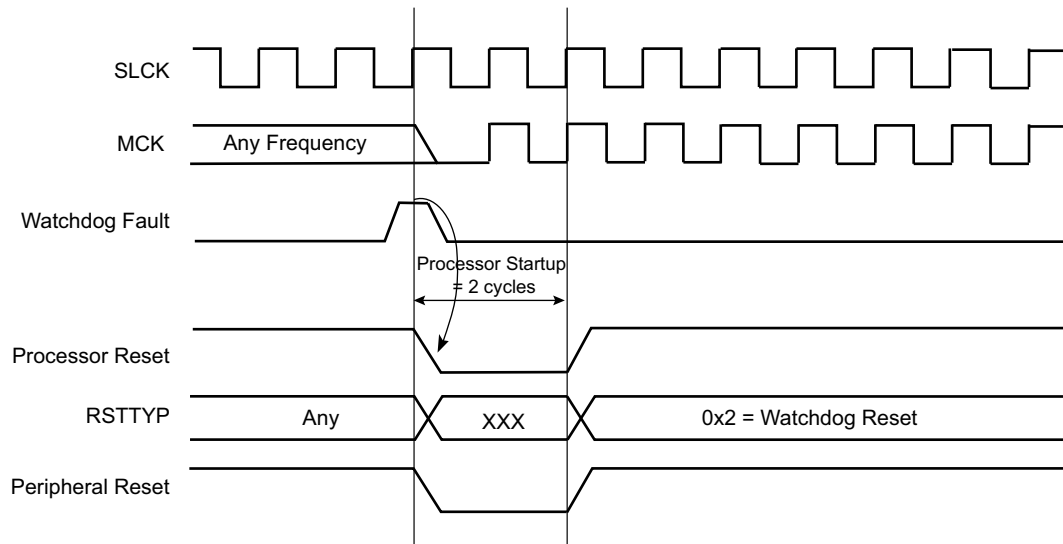 SLCK
MCK
Any Frequency
Watchdog Fault
Processor Startup
= 2 cycles
Processor Reset
RSTTYP
Any
XXX
0x2 = Watchdog Reset
Peripheral Reset